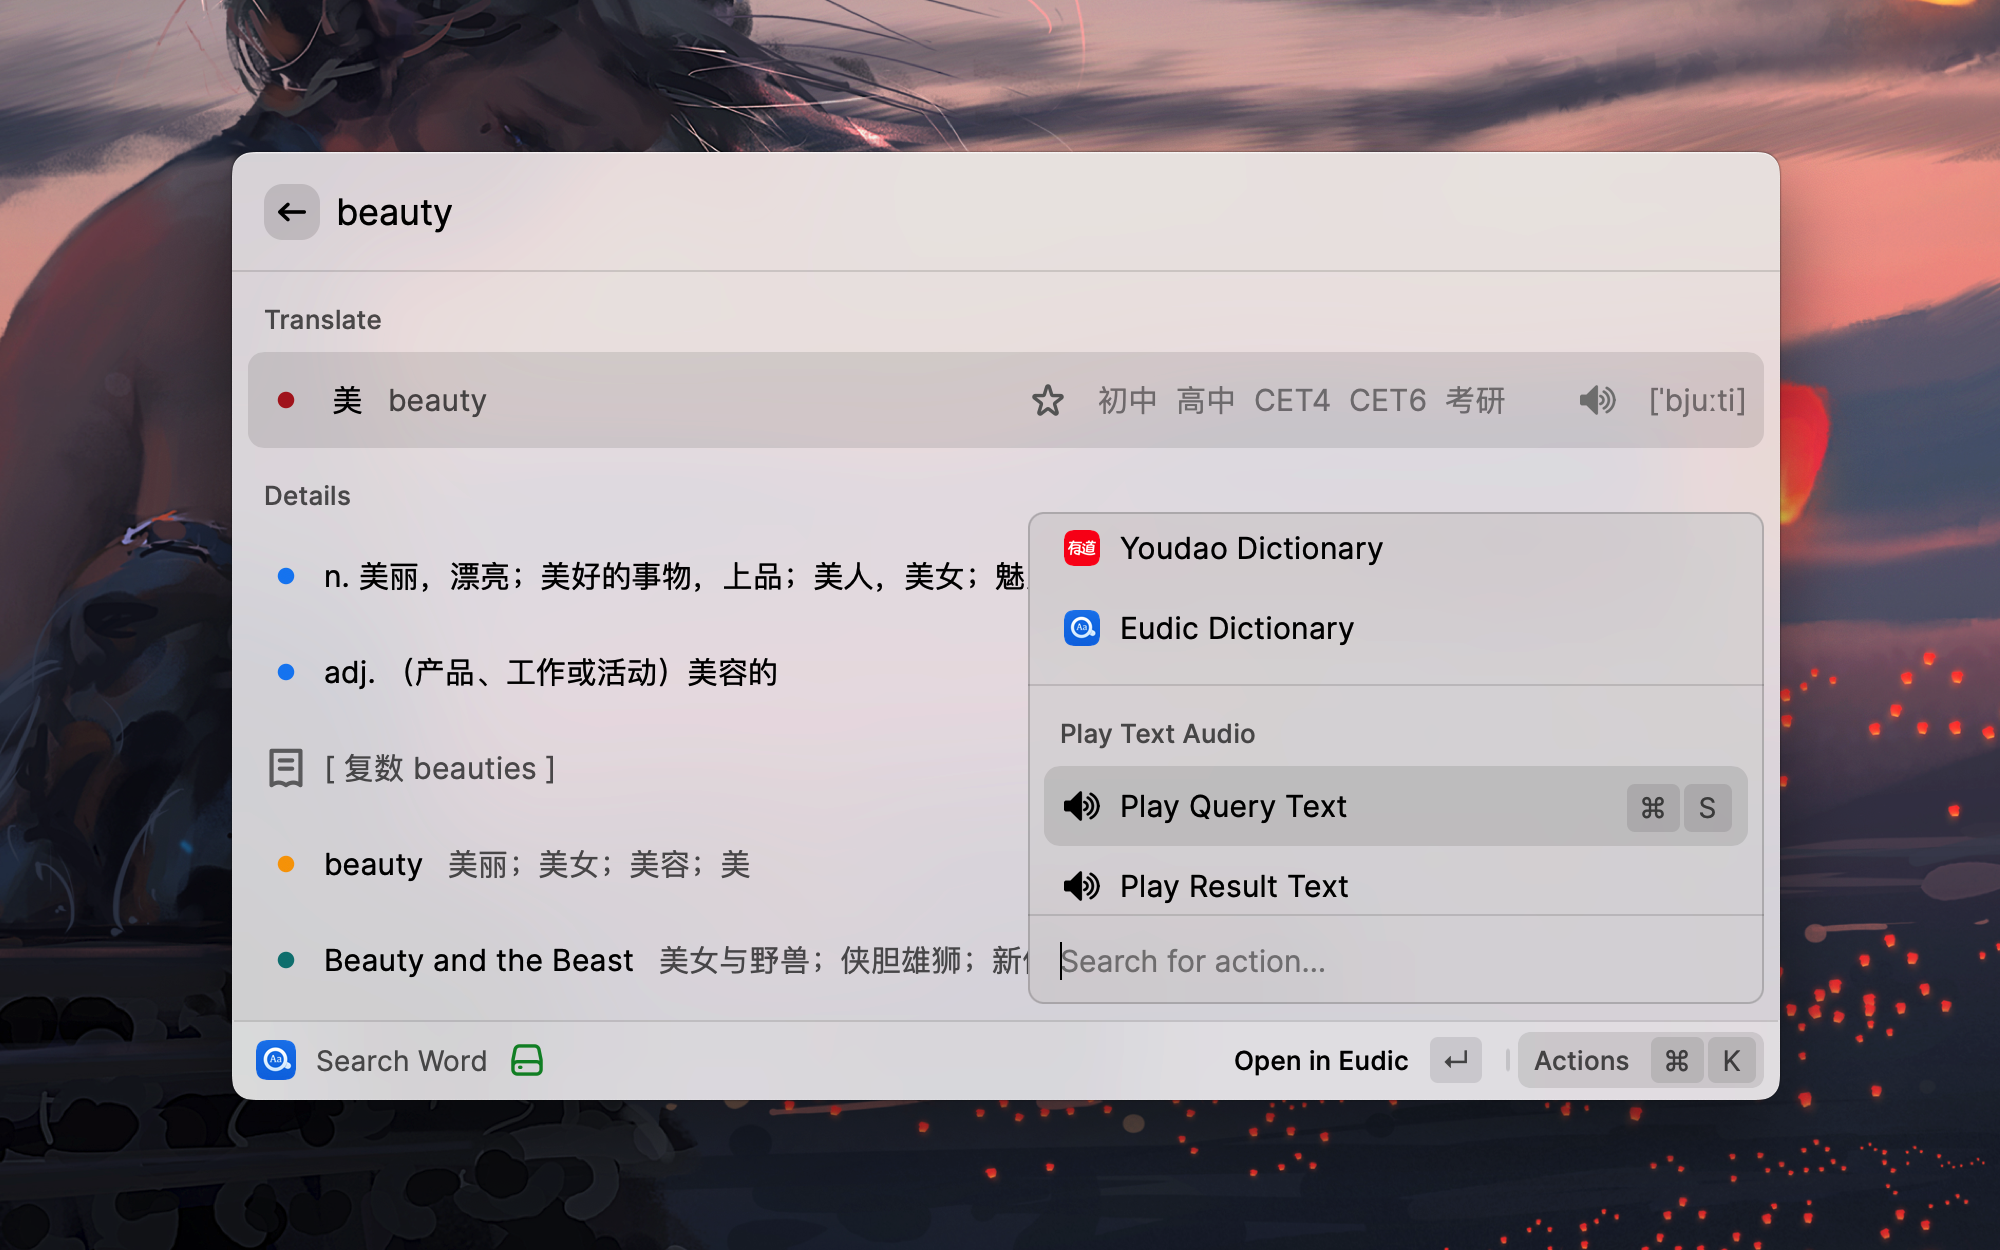 beauty
Translate
美 beauty 初中 高中 CET4 CET6 考研 ['bju:ti]
Details
n. 美丽，漂亮；美好的事物，上品；美人，美女；魅
adj. （产品、工作或活动）美容的
[ 复数 beauties ]
beauty 美丽；美女；美容；美
Beauty and the Beast 美女与野兽；侠胆雄狮；新
有道 Youdao Dictionary
Aa Eudic Dictionary
Play Text Audio
Play Query Text ⌘ S
Play Result Text
Search for action...
Aa Search Word
Open in Eudic ↵
Actions ⌘ K